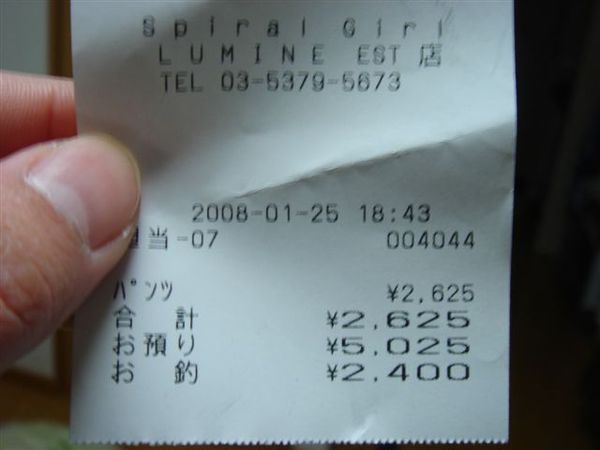 Spiral Girl
LUMINE EST店
TEL 03-5379-5673
2008-01-25 18:43
担当-07 004044
ﾊﾟﾝﾂ ¥2,625
合計 ¥2,625
お預り ¥5,025
お釣 ¥2,400